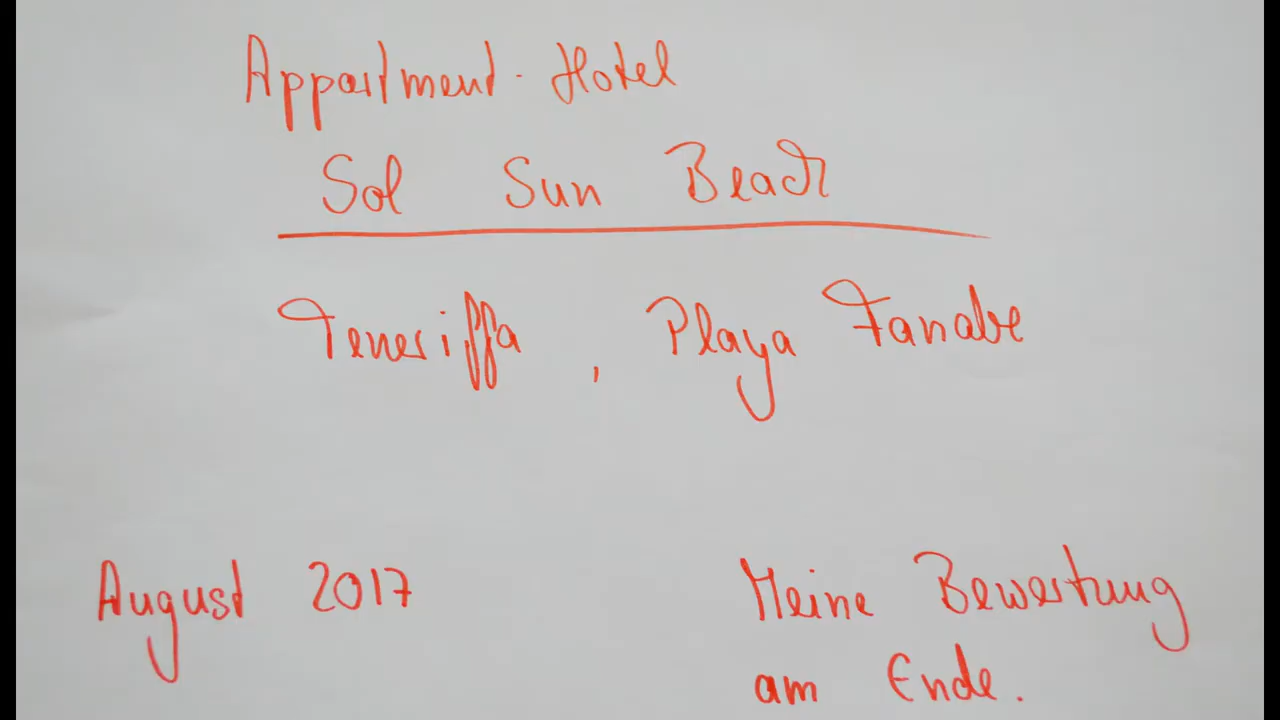 Appartment-Hotel
Sol Sun Beach
Teneriffa, Playa Fanabe
August 2017
Meine Bewertung
am Ende.